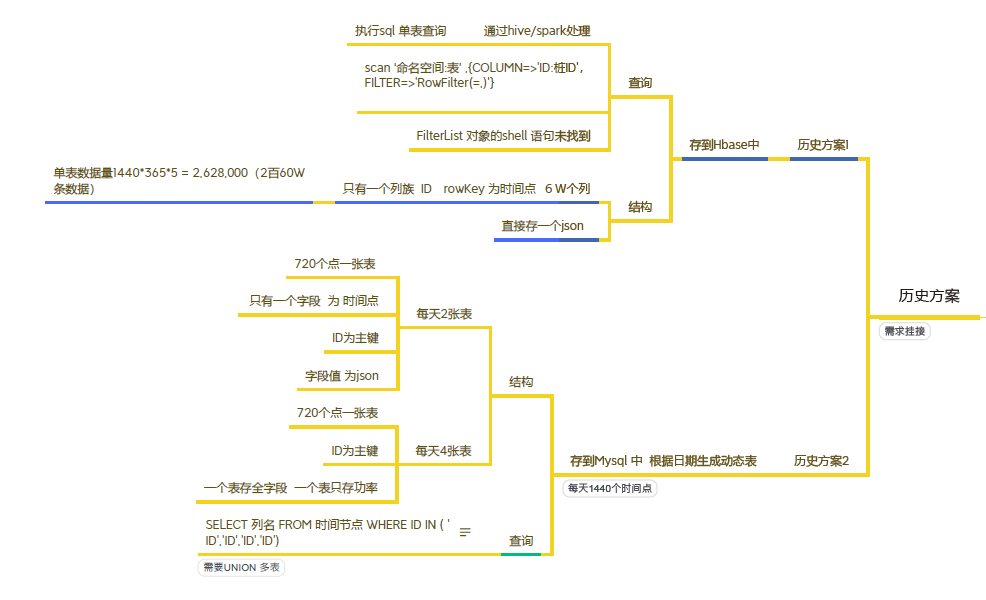 执行sql 单表查询 通过hive/spark处理
scan '命名空间:表' ,{COLUMN=>'ID:桩ID',
FILTER=>'RowFilter(=,)'}
查询
FilterList 对象的shell 语句未找到
存到Hbase中
历史方案1
单表数据量1440*365*5 = 2,628,000（2百60W
条数据）
只有一个列族 ID rowKey 为时间点 6 W个列
结构
直接存一个json
720个点一张表
只有一个字段 为 时间点
每天2张表
ID为主键
字段值 为json
历史方案
需求挂接
结构
720个点一张表
ID为主键
每天4张表
一个表存全字段 一个表只存功率
存到Mysql 中 根据日期生成动态表
历史方案2
每天1440个时间点
SELECT 列名 FROM 时间节点 WHERE ID IN ( '
ID','ID','ID','ID')
查询
需要UNION 多表